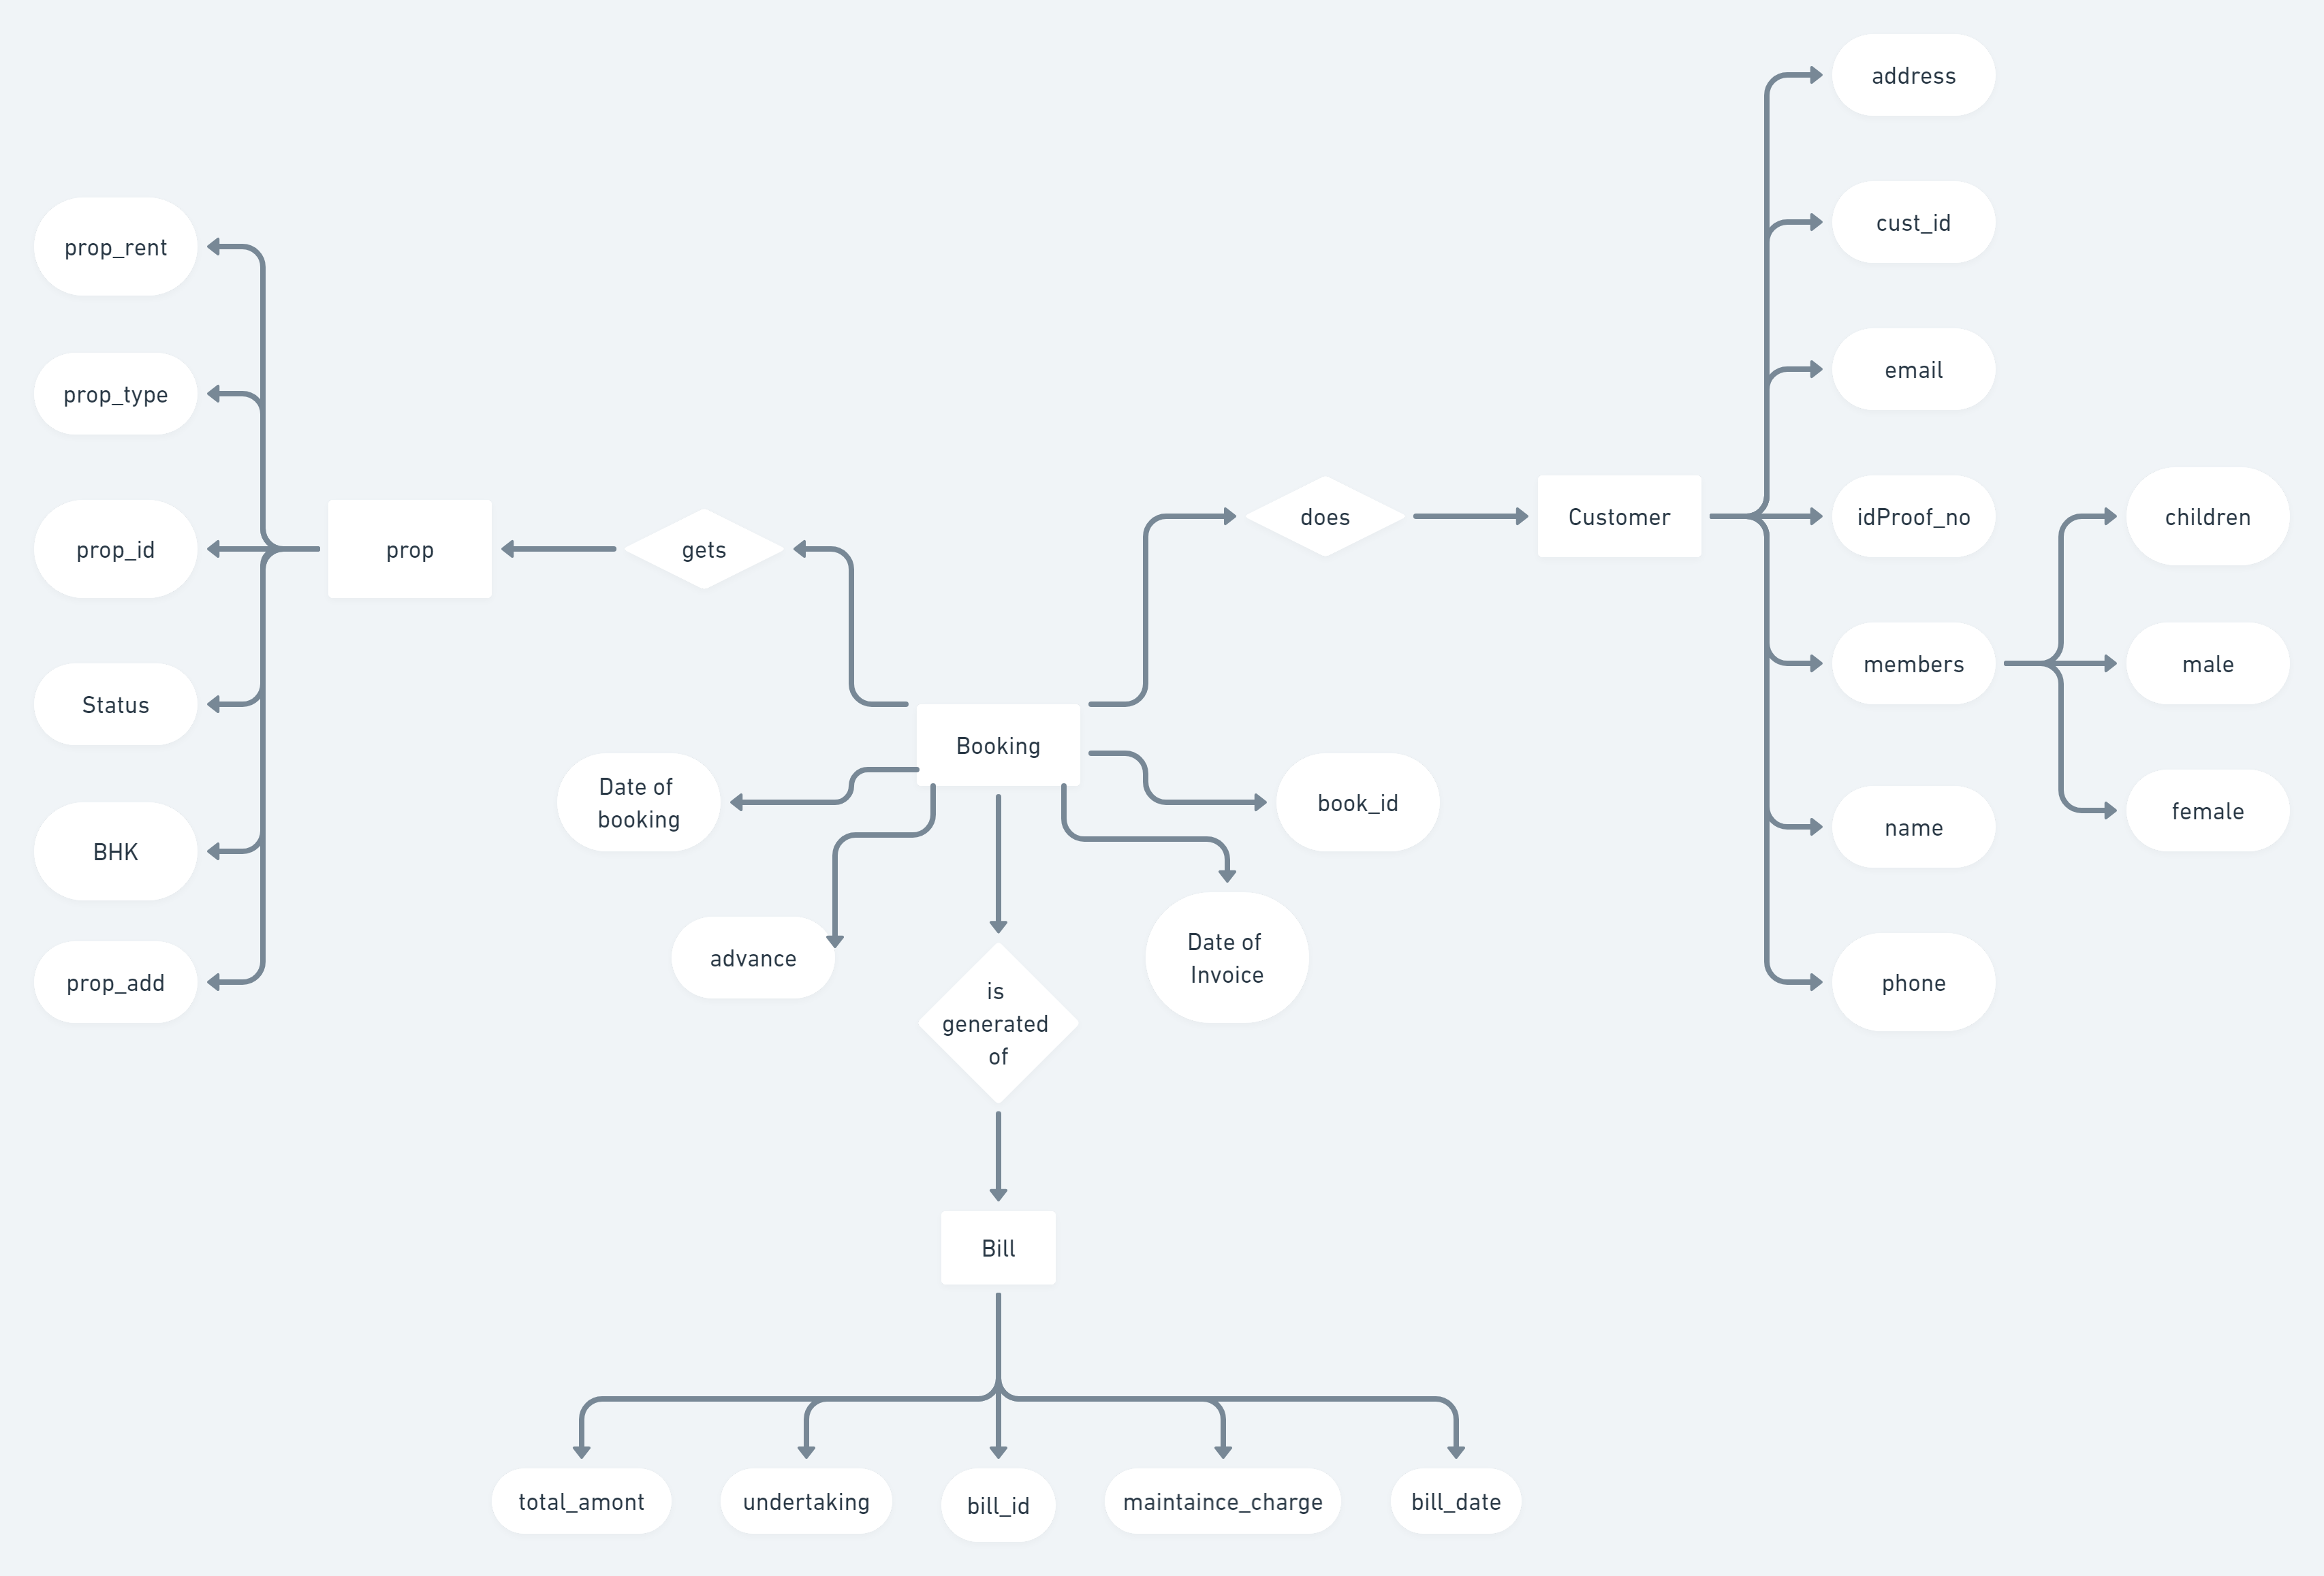 address
cust_id
prop_rent
email
prop_type
idProof_no
children
does
Customer
prop_id
prop
gets
members
male
Status
Booking
Date of
booking
book_id
female
name
BHK
advance
Date of
Invoice
prop_add
phone
is
generated
of
Bill
total_amont
undertaking
bill_id
maintaince_charge
bill_date